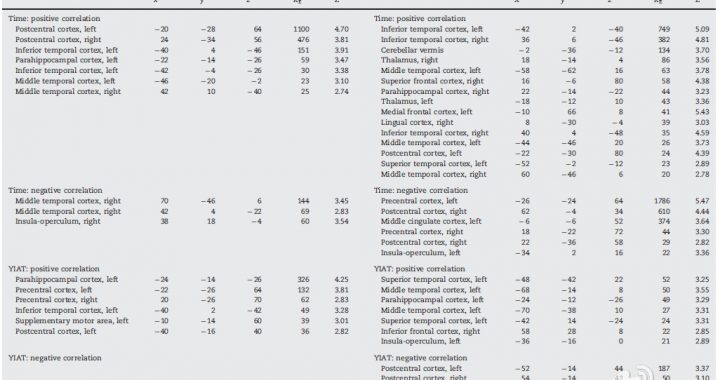 x y z kE Z
Time: positive correlation
Postcentral cortex, left −20 −28 64 1100 4.70
Postcentral cortex, right 24 −34 56 476 3.81
Inferior temporal cortex, left −40 4 −46 151 3.91
Parahippocampal cortex, left −22 −14 −26 59 3.47
Inferior temporal cortex, left −42 −4 −26 30 3.38
Middle temporal cortex, left −46 −20 −2 23 3.10
Middle temporal cortex, right 42 10 −40 25 2.74
Time: negative correlation
Middle temporal cortex, right 70 −46 6 144 3.45
Middle temporal cortex, right 42 4 −22 69 2.83
Insula-operculum, right 38 18 −4 60 3.54
YIAT: positive correlation
Parahippocampal cortex, left −24 −14 −26 326 4.25
Precentral cortex, left −22 −26 64 132 3.81
Precentral cortex, right 20 −26 70 62 2.83
Inferior temporal cortex, left −40 2 −42 49 3.28
Supplementary motor area, left −10 −14 60 39 3.01
Postcentral cortex, left −40 −16 40 36 2.82
YIAT: negative correlation
x y z kE Z
Time: positive correlation
Inferior temporal cortex, left −42 2 −40 749 5.09
Inferior temporal cortex, right 36 6 −46 382 4.81
Cerebellar vermis −2 −36 −12 134 3.70
Thalamus, right 18 −14 4 86 3.56
Middle temporal cortex, left −58 −62 16 63 3.78
Superior frontal cortex, right 16 −6 80 58 4.38
Parahippocampal cortex, right 22 −14 −22 44 3.23
Thalamus, left −18 −12 10 43 3.36
Medial frontal cortex, left −10 66 8 41 5.43
Lingual cortex, right 8 −30 −4 39 3.03
Inferior temporal cortex, right 40 4 −48 35 4.59
Middle temporal cortex, left −44 −46 20 26 3.73
Postcentral cortex, left −22 −30 80 24 4.39
Superior temporal cortex, left −52 −2 −12 23 2.89
Middle temporal cortex, right 60 −46 6 20 2.78
Time: negative correlation
Precentral cortex, left −26 −24 64 1786 5.47
Postcentral cortex, right 62 −4 34 610 4.44
Middle cingulate cortex, left −6 −6 52 374 3.64
Precentral cortex, right 18 −22 72 44 3.30
Postcentral cortex, right 22 −36 58 29 2.82
Insula-operculum, left −34 2 16 22 3.36
YIAT: positive correlation
Superior temporal cortex, left −48 −42 22 52 3.25
Middle temporal cortex, left −68 −14 8 50 3.55
Parahippocampal cortex, left −24 −12 −26 49 3.29
Middle temporal cortex, left −70 −38 10 27 3.31
Superior temporal cortex, left −42 14 −24 24 3.31
Inferior frontal cortex, right 58 28 8 22 2.85
Insula-operculum, left −36 −16 0 21 2.89
YIAT: negative correlation
Postcentral cortex, left −52 −14 44 187 3.37
Postcentral cortex, right 54 −14 50 3.10